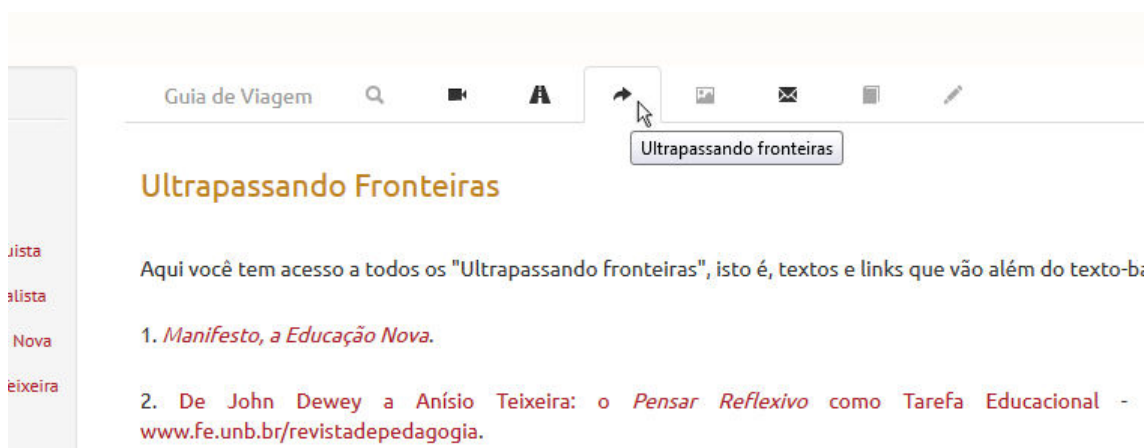 Guia de Viagem
Ultrapassando fronteiras
Ultrapassando Fronteiras
Aqui você tem acesso a todos os "Ultrapassando fronteiras", isto é, textos e links que vão além do texto-ba
1. Manifesto, a Educação Nova.
2. De John Dewey a Anísio Teixeira: o Pensar Reflexivo como Tarefa Educacional -
www.fe.unb.br/revistadepedagogia.
uista
alista
Nova
eixeira